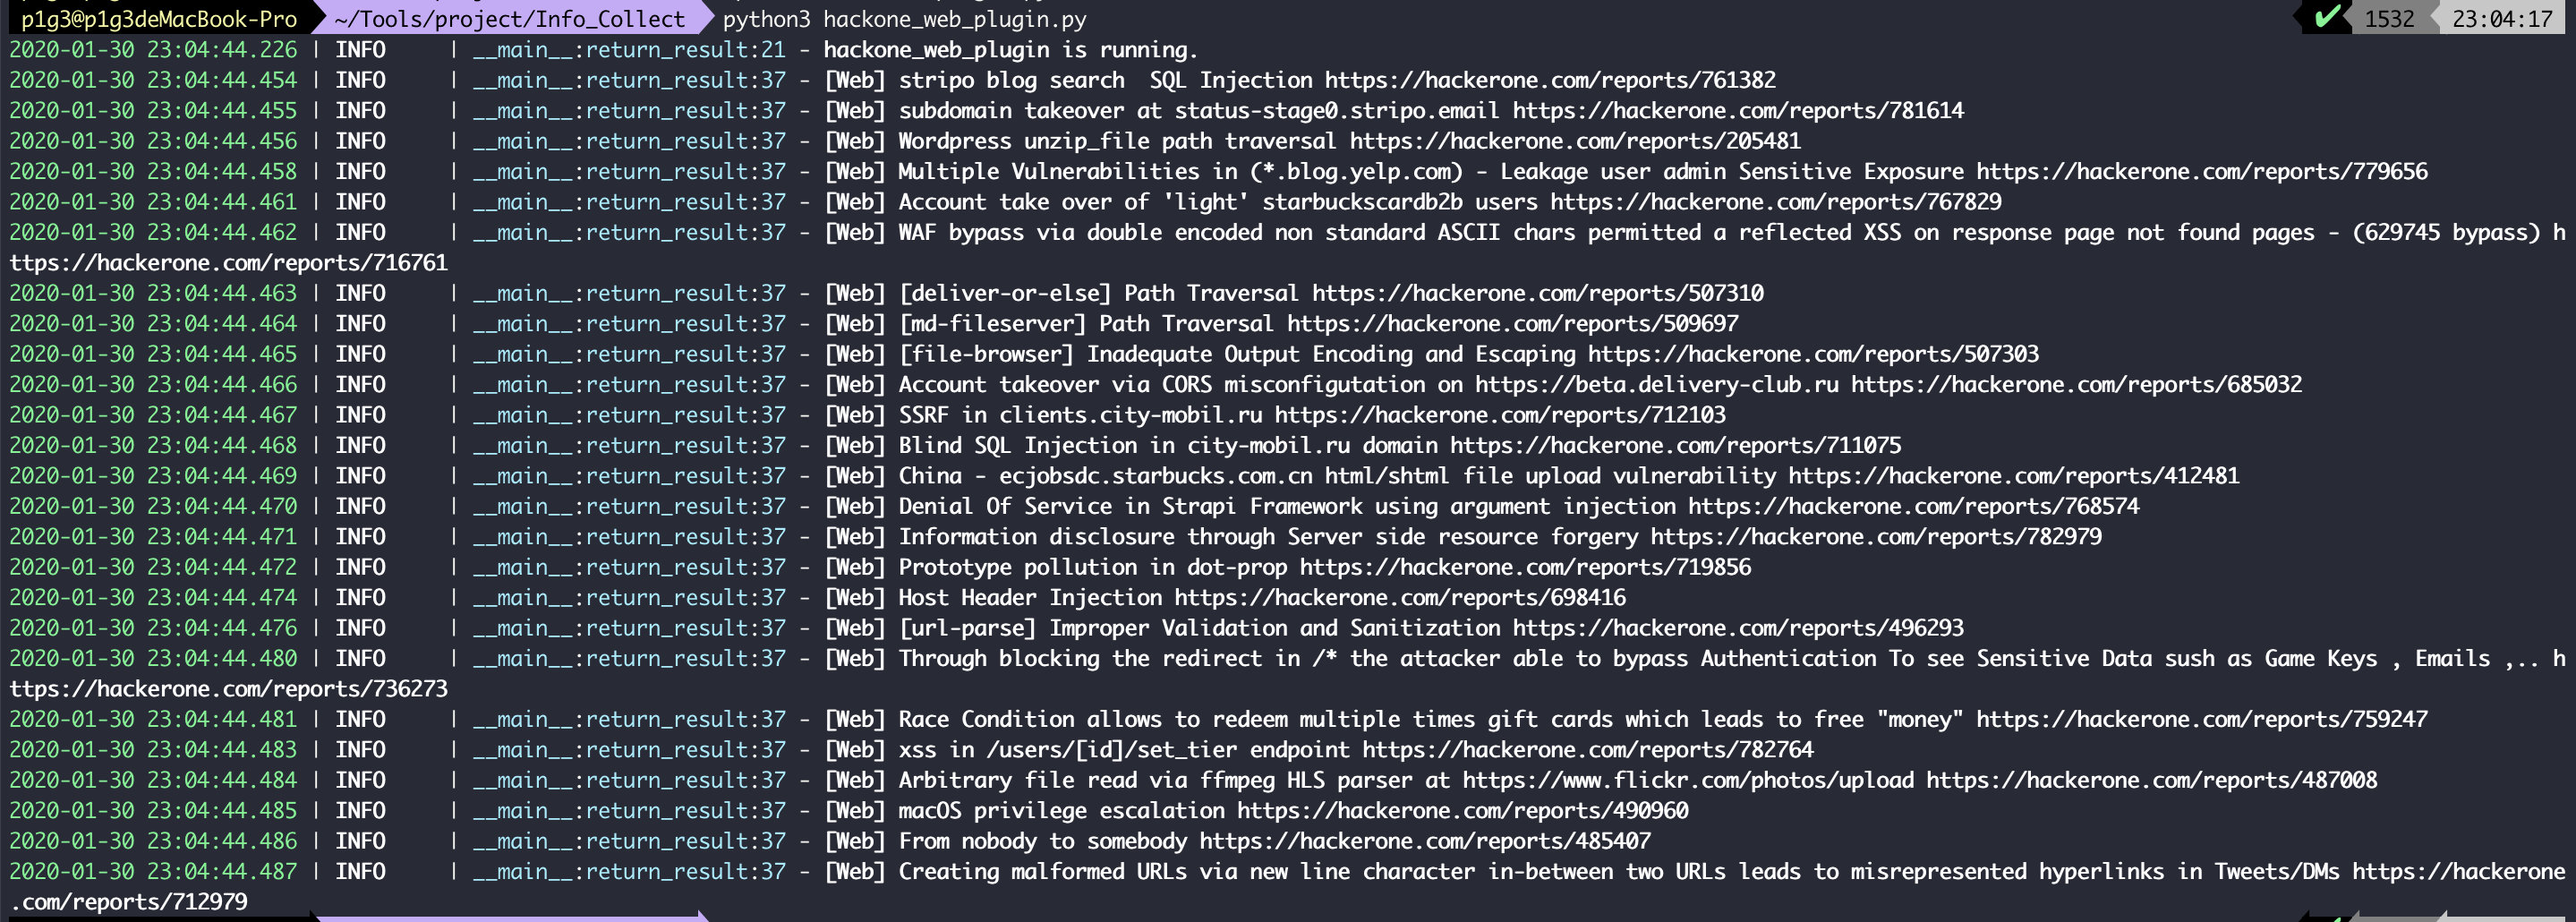 p1g3@p1g3deMacBook-Pro ~/Tools/project/Info_Collect python3 hackone_web_plugin.py ✔ 1532 23:04:17
2020-01-30 23:04:44.226 | INFO     | __main__:return_result:21 - hackone_web_plugin is running.
2020-01-30 23:04:44.454 | INFO     | __main__:return_result:37 - [Web] stripo blog search  SQL Injection https://hackerone.com/reports/761382
2020-01-30 23:04:44.455 | INFO     | __main__:return_result:37 - [Web] subdomain takeover at status-stage0.stripo.email https://hackerone.com/reports/781614
2020-01-30 23:04:44.456 | INFO     | __main__:return_result:37 - [Web] Wordpress unzip_file path traversal https://hackerone.com/reports/205481
2020-01-30 23:04:44.458 | INFO     | __main__:return_result:37 - [Web] Multiple Vulnerabilities in (*.blog.yelp.com) - Leakage user admin Sensitive Exposure https://hackerone.com/reports/779656
2020-01-30 23:04:44.461 | INFO     | __main__:return_result:37 - [Web] Account take over of 'light' starbuckscardb2b users https://hackerone.com/reports/767829
2020-01-30 23:04:44.462 | INFO     | __main__:return_result:37 - [Web] WAF bypass via double encoded non standard ASCII chars permitted a reflected XSS on response page not found pages - (629745 bypass) h
ttps://hackerone.com/reports/716761
2020-01-30 23:04:44.463 | INFO     | __main__:return_result:37 - [Web] [deliver-or-else] Path Traversal https://hackerone.com/reports/507310
2020-01-30 23:04:44.464 | INFO     | __main__:return_result:37 - [Web] [md-fileserver] Path Traversal https://hackerone.com/reports/509697
2020-01-30 23:04:44.465 | INFO     | __main__:return_result:37 - [Web] [file-browser] Inadequate Output Encoding and Escaping https://hackerone.com/reports/507303
2020-01-30 23:04:44.466 | INFO     | __main__:return_result:37 - [Web] Account takeover via CORS misconfigutation on https://beta.delivery-club.ru https://hackerone.com/reports/685032
2020-01-30 23:04:44.467 | INFO     | __main__:return_result:37 - [Web] SSRF in clients.city-mobil.ru https://hackerone.com/reports/712103
2020-01-30 23:04:44.468 | INFO     | __main__:return_result:37 - [Web] Blind SQL Injection in city-mobil.ru domain https://hackerone.com/reports/711075
2020-01-30 23:04:44.469 | INFO     | __main__:return_result:37 - [Web] China - ecjobsdc.starbucks.com.cn html/shtml file upload vulnerability https://hackerone.com/reports/412481
2020-01-30 23:04:44.470 | INFO     | __main__:return_result:37 - [Web] Denial Of Service in Strapi Framework using argument injection https://hackerone.com/reports/768574
2020-01-30 23:04:44.471 | INFO     | __main__:return_result:37 - [Web] Information disclosure through Server side resource forgery https://hackerone.com/reports/782979
2020-01-30 23:04:44.472 | INFO     | __main__:return_result:37 - [Web] Prototype pollution in dot-prop https://hackerone.com/reports/719856
2020-01-30 23:04:44.474 | INFO     | __main__:return_result:37 - [Web] Host Header Injection https://hackerone.com/reports/698416
2020-01-30 23:04:44.476 | INFO     | __main__:return_result:37 - [Web] [url-parse] Improper Validation and Sanitization https://hackerone.com/reports/496293
2020-01-30 23:04:44.480 | INFO     | __main__:return_result:37 - [Web] Through blocking the redirect in /* the attacker able to bypass Authentication To see Sensitive Data sush as Game Keys , Emails ,.. h
ttps://hackerone.com/reports/736273
2020-01-30 23:04:44.481 | INFO     | __main__:return_result:37 - [Web] Race Condition allows to redeem multiple times gift cards which leads to free "money" https://hackerone.com/reports/759247
2020-01-30 23:04:44.483 | INFO     | __main__:return_result:37 - [Web] xss in /users/[id]/set_tier endpoint https://hackerone.com/reports/782764
2020-01-30 23:04:44.484 | INFO     | __main__:return_result:37 - [Web] Arbitrary file read via ffmpeg HLS parser at https://www.flickr.com/photos/upload https://hackerone.com/reports/487008
2020-01-30 23:04:44.485 | INFO     | __main__:return_result:37 - [Web] macOS privilege escalation https://hackerone.com/reports/490960
2020-01-30 23:04:44.486 | INFO     | __main__:return_result:37 - [Web] From nobody to somebody https://hackerone.com/reports/485407
2020-01-30 23:04:44.487 | INFO     | __main__:return_result:37 - [Web] Creating malformed URLs via new line character in-between two URLs leads to misrepresented hyperlinks in Tweets/DMs https://hackerone
.com/reports/712979